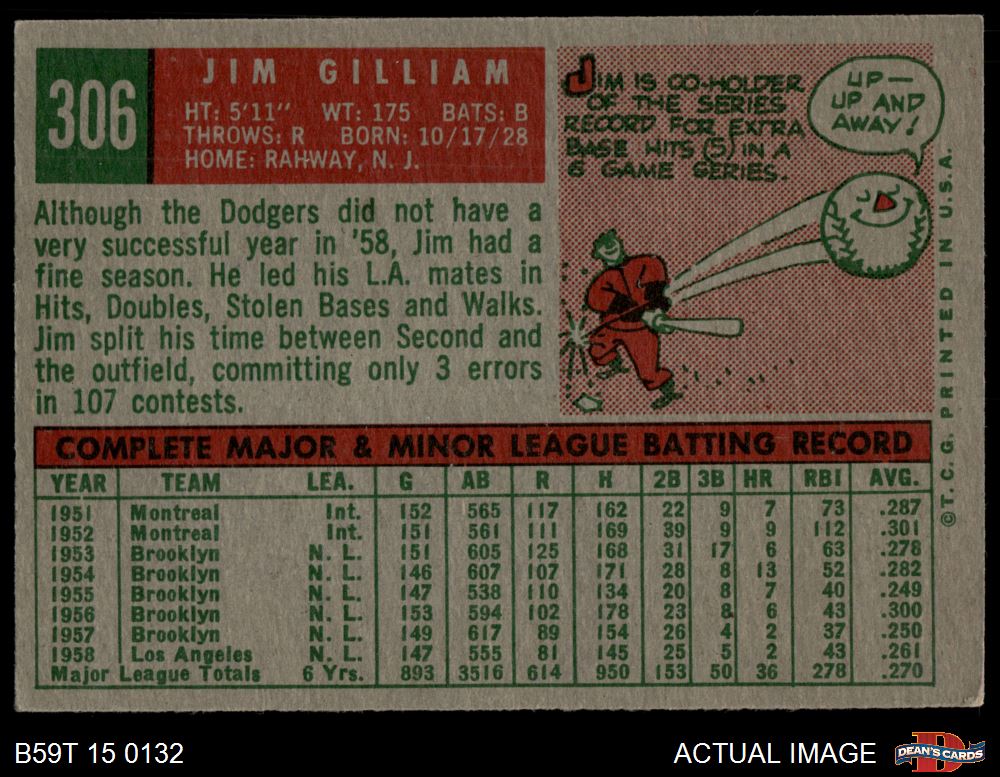 306
JIM GILLIAM
HT: 5'11" WT: 175 BATS: B
THROWS: R BORN: 10/17/28
HOME: RAHWAY, N. J.
Although the Dodgers did not have a
very successful year in '58, Jim had a
fine season. He led his L.A. mates in
Hits, Doubles, Stolen Bases and Walks.
Jim split his time between Second and
the outfield, committing only 3 errors
in 107 contests.
JIM IS CO-HOLDER
OF THE SERIES
RECORD FOR EXTRA
BASE HITS (5) IN A
6 GAME SERIES.
UP—
UP AND
AWAY!
©T. C. G. PRINTED IN U.S.A.
COMPLETE MAJOR & MINOR LEAGUE BATTING RECORD
YEAR TEAM LEA. G AB R H 2B 3B HR RBI AVG.
1951 Montreal Int. 152 565 117 162 22 9 7 73 .287
1952 Montreal Int. 151 561 111 169 39 9 9 112 .301
1953 Brooklyn N. L. 151 605 125 168 31 17 6 63 .278
1954 Brooklyn N. L. 146 607 107 171 28 8 13 52 .282
1955 Brooklyn N. L. 147 538 110 134 20 8 7 40 .249
1956 Brooklyn N. L. 153 594 102 178 23 8 6 43 .300
1957 Brooklyn N. L. 149 617 89 154 26 4 2 37 .250
1958 Los Angeles N. L. 147 555 81 145 25 5 2 43 .261
Major League Totals 6 Yrs. 893 3516 614 950 153 50 36 278 .270
B59T 15 0132
ACTUAL IMAGE
D
DEAN'S CARDS